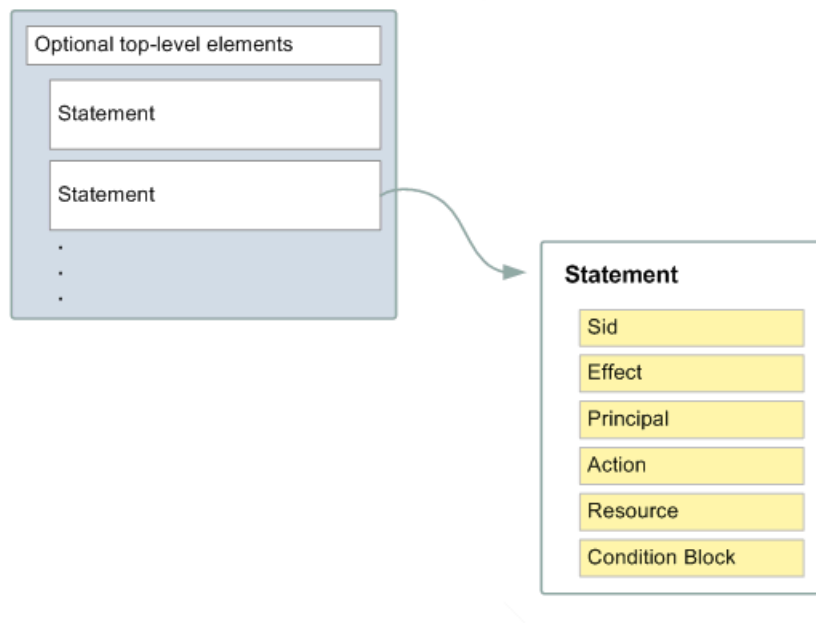 Optional top-level elements
Statement
Statement
.
.
.
Statement
Sid
Effect
Principal
Action
Resource
Condition Block